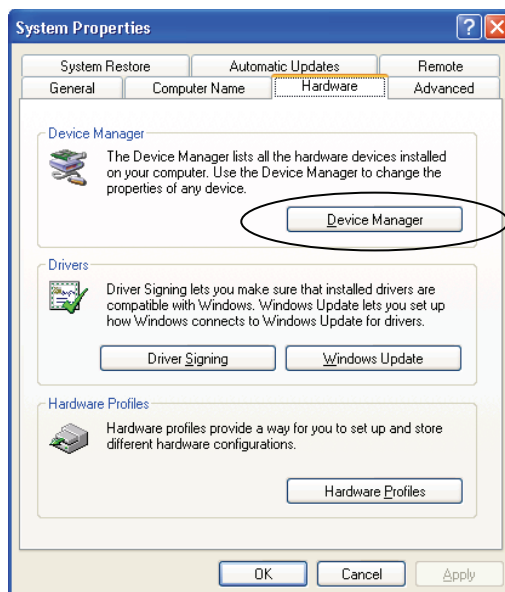 System Properties
System Restore Automatic Updates Remote
General Computer Name Hardware Advanced
Device Manager
The Device Manager lists all the hardware devices installed
on your computer. Use the Device Manager to change the
properties of any device.
Device Manager
Drivers
Driver Signing lets you make sure that installed drivers are
compatible with Windows. Windows Update lets you set up
how Windows connects to Windows Update for drivers.
Driver Signing Windows Update
Hardware Profiles
Hardware profiles provide a way for you to set up and store
different hardware configurations.
Hardware Profiles
OK Cancel Apply